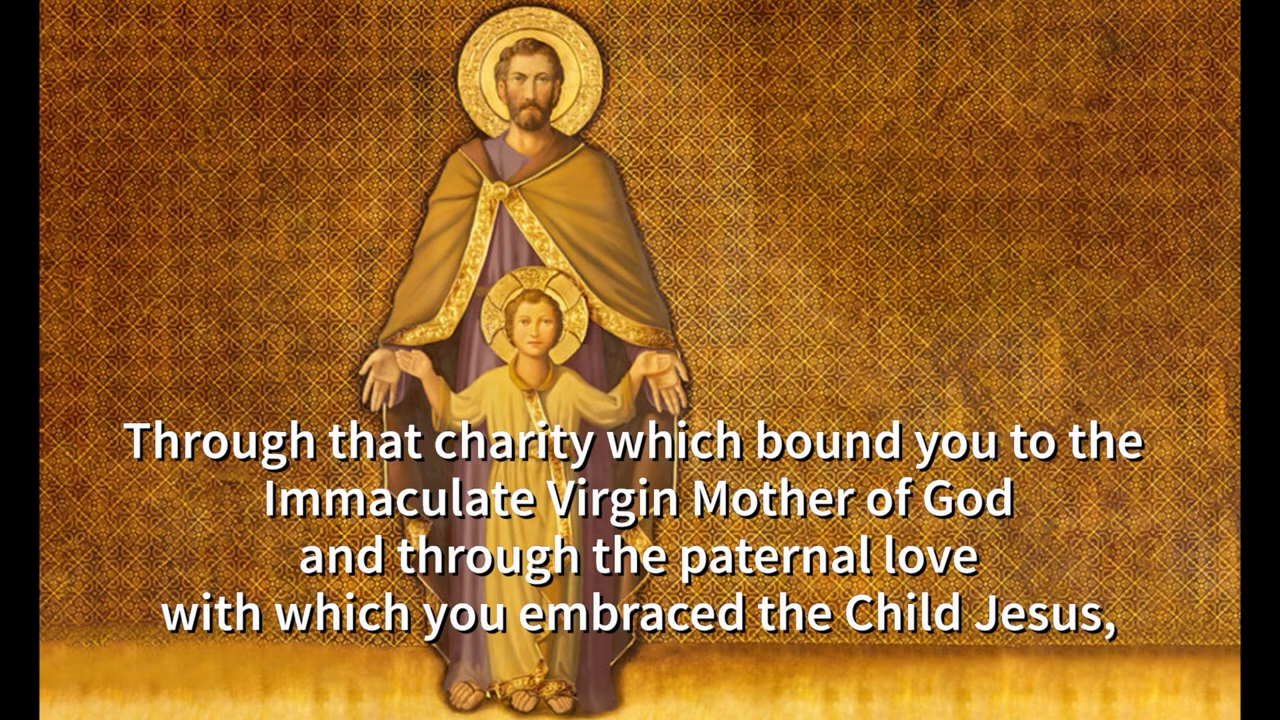 Through that charity which bound you to the
Immaculate Virgin Mother of God
and through the paternal love
with which you embraced the Child Jesus,